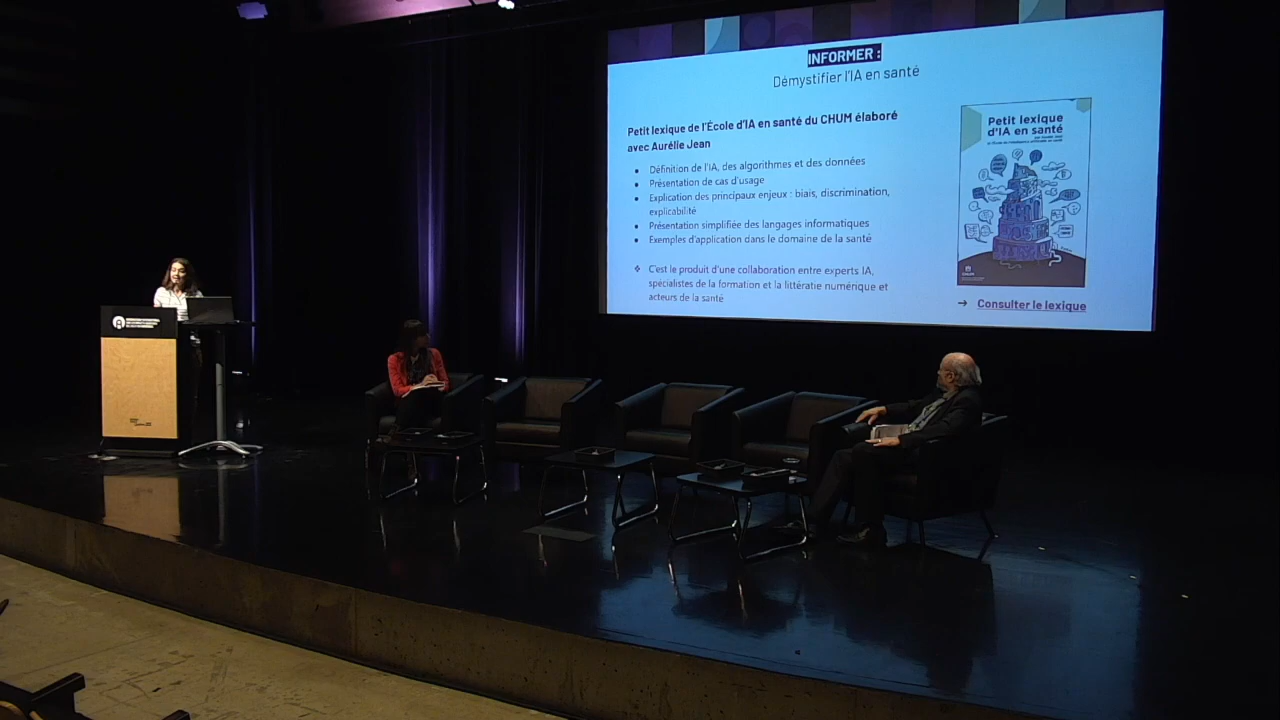 INFORMER :
Démystifier l'IA en santé
Petit lexique de l'École d'IA en santé du CHUM élaboré
avec Aurélie Jean
• Définition de l'IA, des algorithmes et des données
• Présentation de cas d'usage
• Explication des principaux enjeux : biais, discrimination,
explicabilité
• Présentation simplifiée des langages informatiques
• Exemples d'application dans le domaine de la santé
❖ C'est le produit d'une collaboration entre experts IA,
spécialistes de la formation et la littératie numérique et
acteurs de la santé
Petit lexique
d'IA en santé
CHUM
→ Consulter le lexique